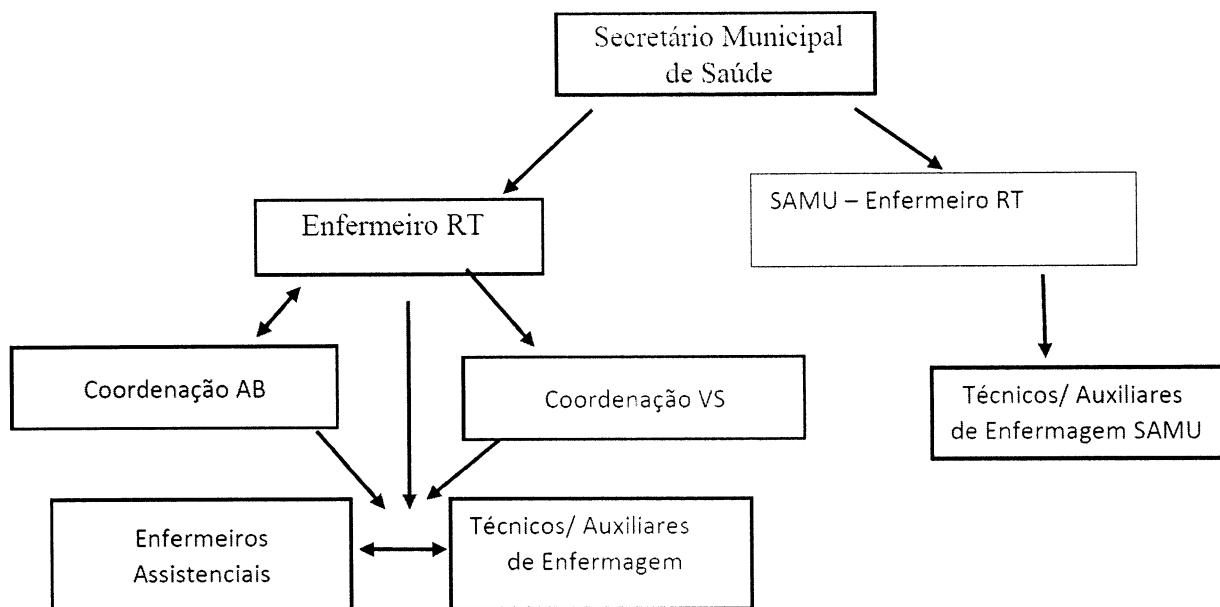 Secretário Municipal
de Saúde
Enfermeiro RT
SAMU – Enfermeiro RT
Coordenação AB
Coordenação VS
Técnicos/ Auxiliares
de Enfermagem SAMU
Enfermeiros
Assistenciais
Técnicos/ Auxiliares
de Enfermagem